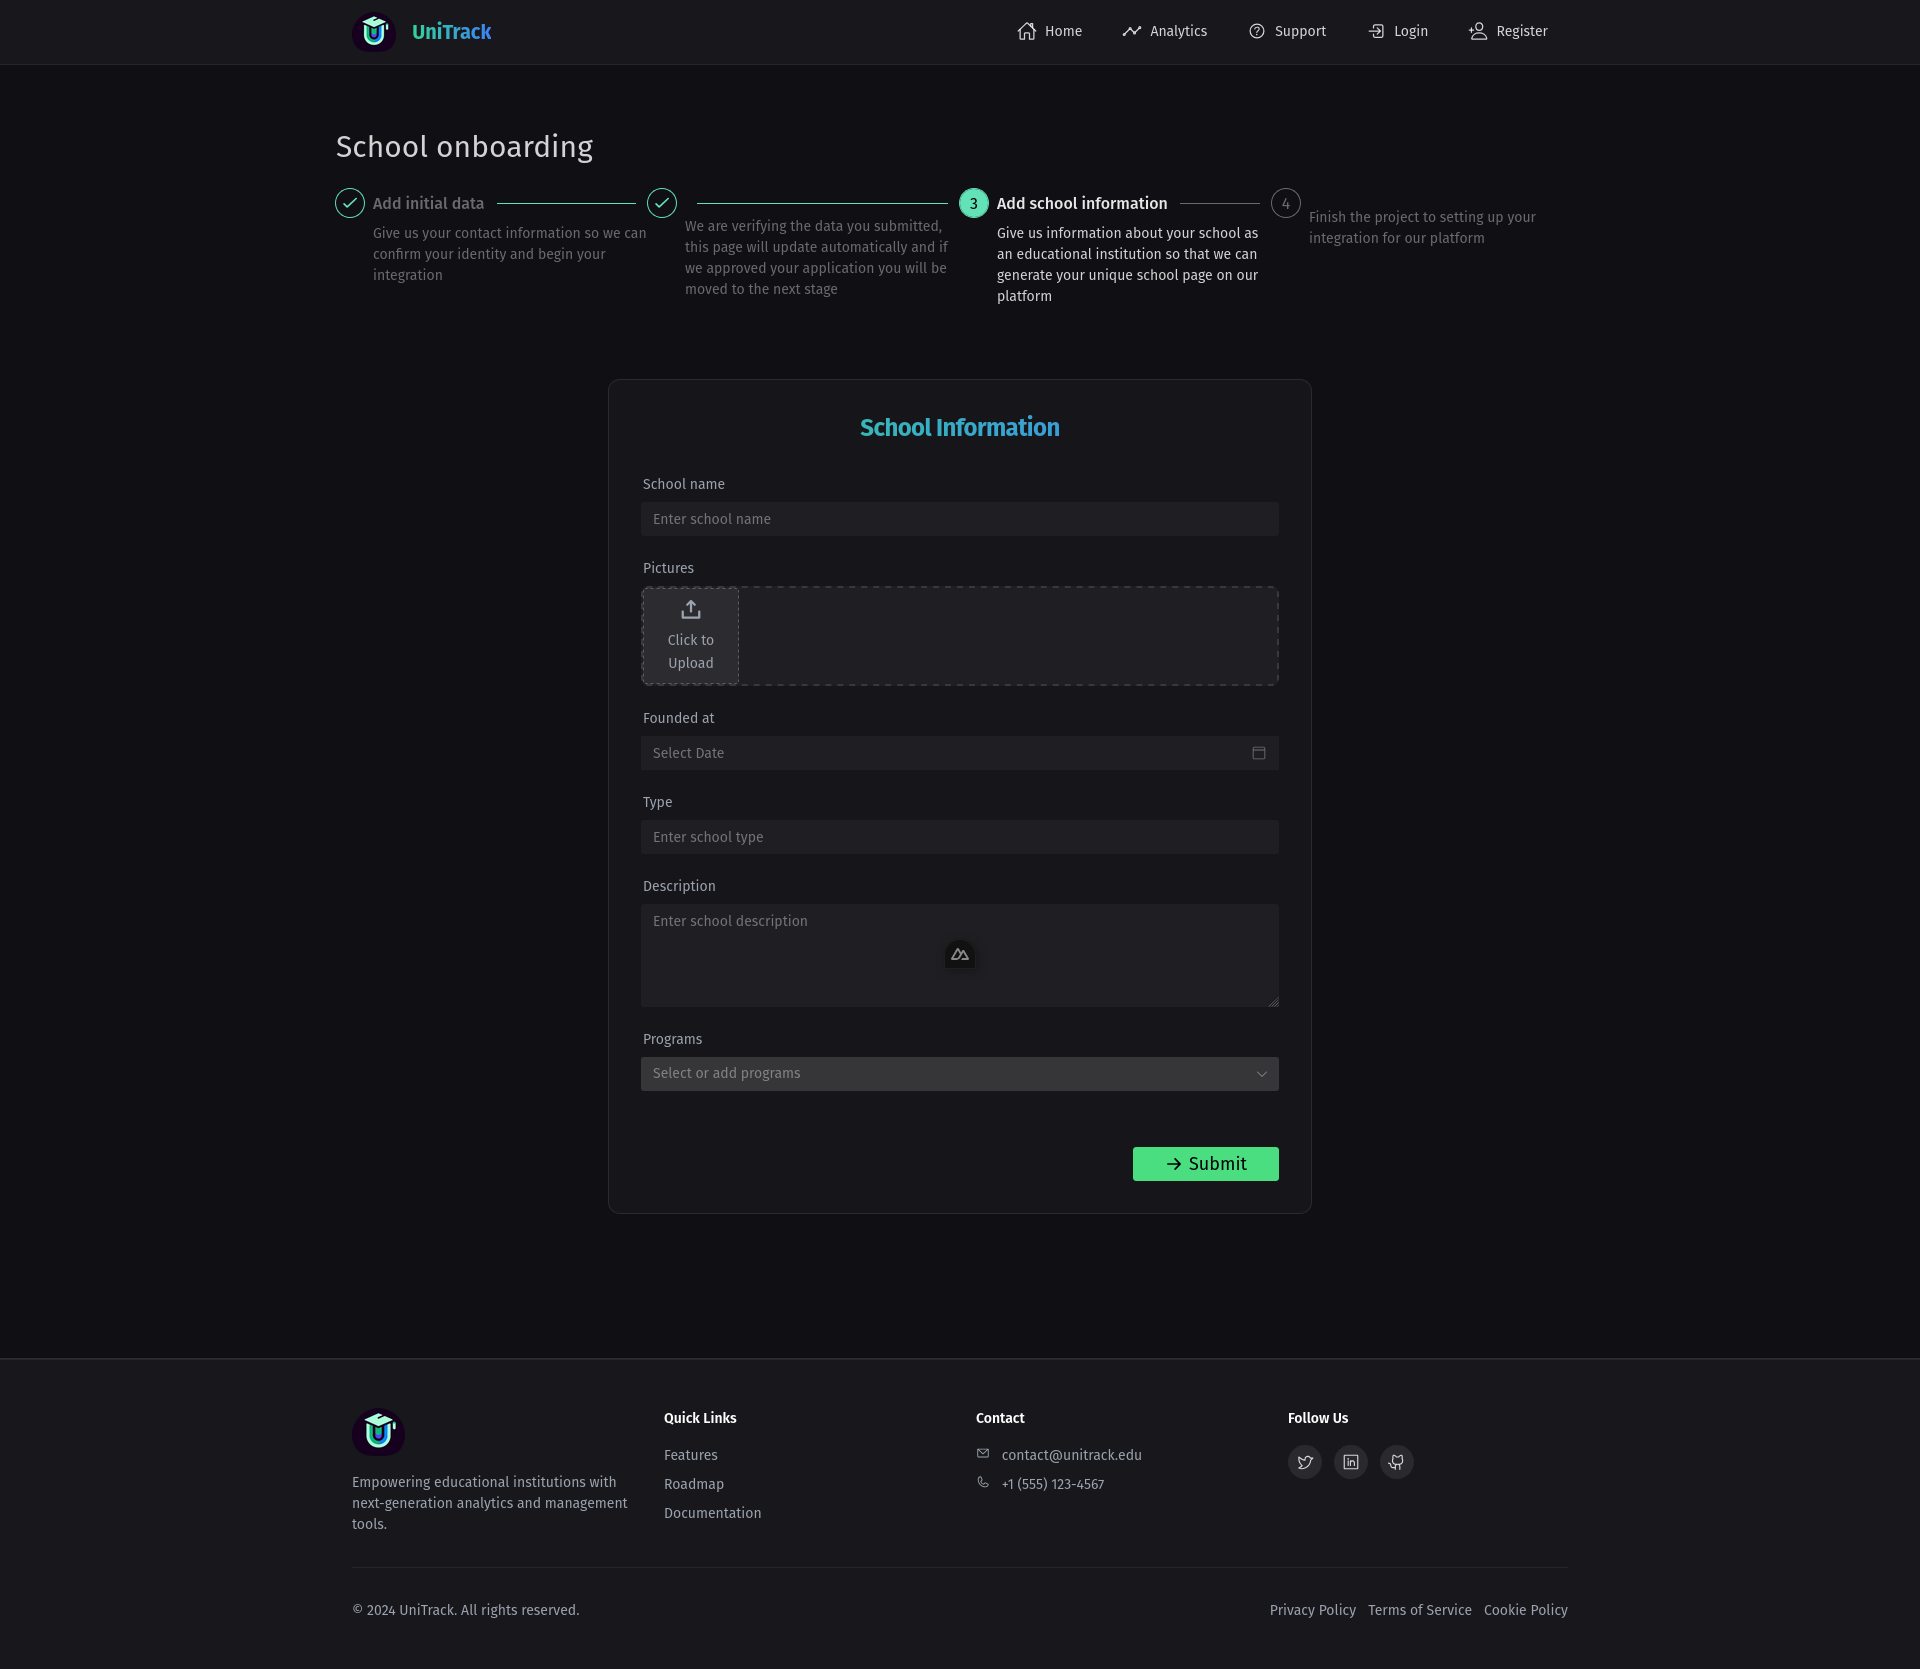 UniTrack
Home
Analytics
Support
Login
Register
School onboarding
Add initial data
Give us your contact information so we can
confirm your identity and begin your
integration
We are verifying the data you submitted,
this page will update automatically and if
we approved your application you will be
moved to the next stage
3
Add school information
Give us information about your school as
an educational institution so that we can
generate your unique school page on our
platform
4
Finish the project to setting up your
integration for our platform
School Information
School name
Enter school name
Pictures
Click to
Upload
Founded at
Select Date
Type
Enter school type
Description
Enter school description
Programs
Select or add programs
Submit
Empowering educational institutions with
next-generation analytics and management
tools.
Quick Links
Features
Roadmap
Documentation
Contact
contact@unitrack.edu
+1 (555) 123-4567
Follow Us
© 2024 UniTrack. All rights reserved.
Privacy Policy
Terms of Service
Cookie Policy